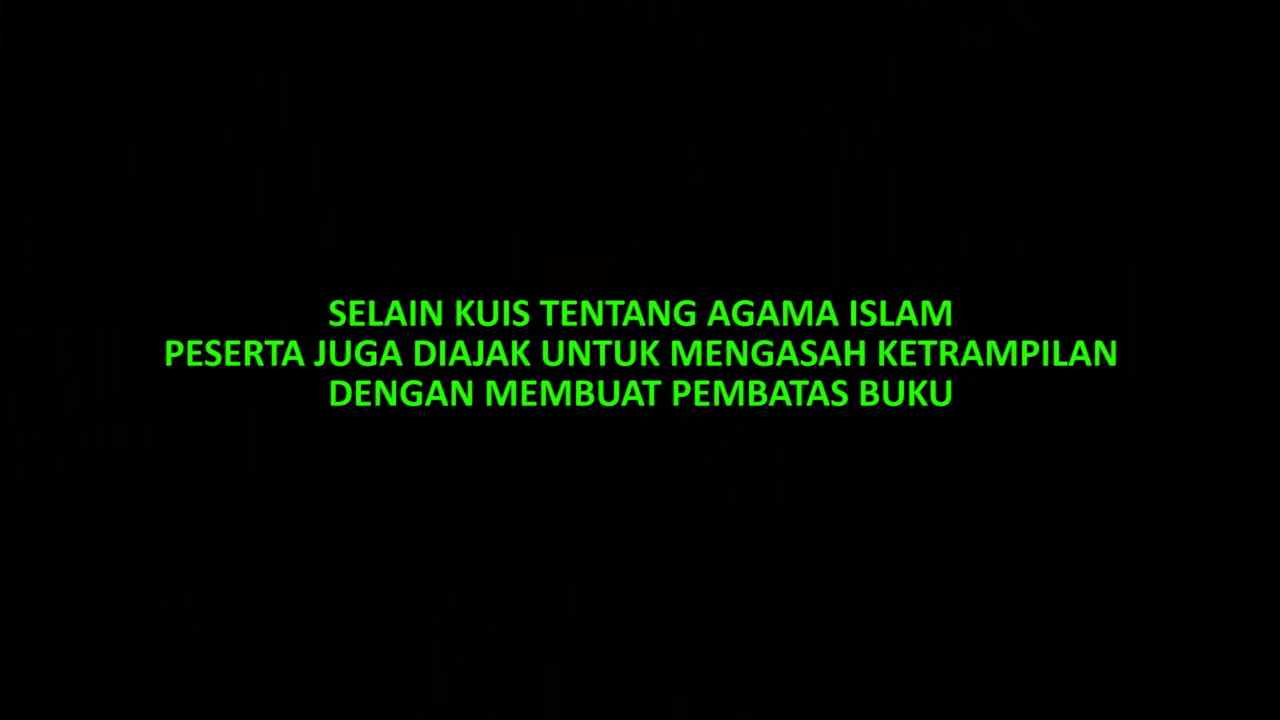 SELAIN KUIS TENTANG AGAMA ISLAM
PESERTA JUGA DIAJAK UNTUK MENGASAH KETRAMPILAN
DENGAN MEMBUAT PEMBATAS BUKU